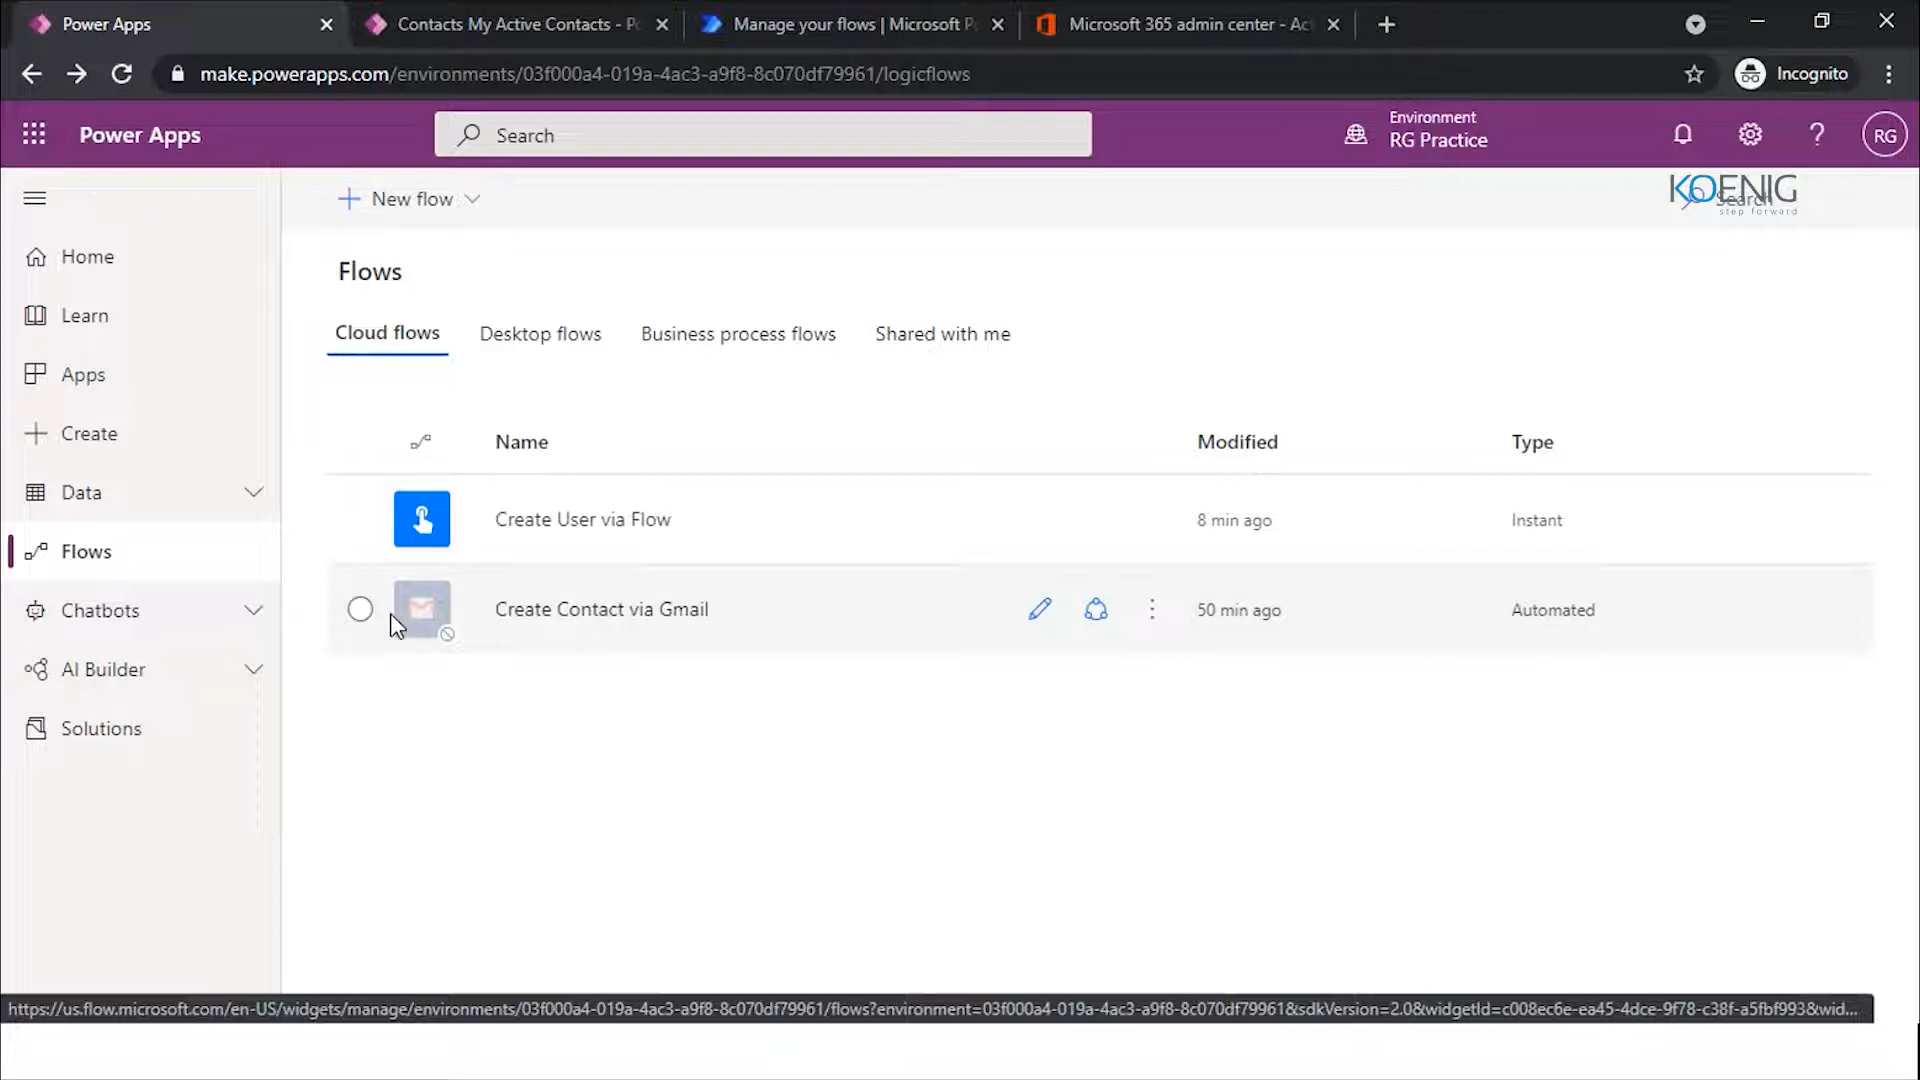 Power Apps
Contacts My Active Contacts - Po
Manage your flows | Microsoft P
Microsoft 365 admin center - Ac
make.powerapps.com/environments/03f000a4-019a-4ac3-a9f8-8c070df79961/logicflows
Incognito
Power Apps
Search
Environment
RG Practice
RG
New flow
KOENIG
step forward
Search
Home
Learn
Apps
Create
Data
Flows
Chatbots
AI Builder
Solutions
Flows
Cloud flows
Desktop flows
Business process flows
Shared with me
Name
Modified
Type
Create User via Flow
8 min ago
Instant
Create Contact via Gmail
50 min ago
Automated
https://us.flow.microsoft.com/en-US/widgets/manage/environments/03f000a4-019a-4ac3-a9f8-8c070df79961/flows?environment=03f000a4-019a-4ac3-a9f8-8c070df79961&sdkVersion=2.0&widgetId=c008ec6e-ea45-4dce-9f78-c38f-a5fbf993&wid...